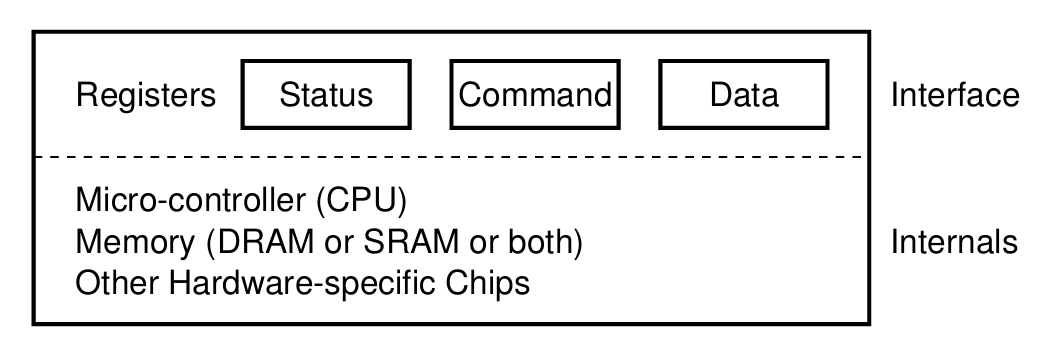 Registers Status Command Data Interface
Micro-controller (CPU)
Memory (DRAM or SRAM or both) Internals
Other Hardware-specific Chips